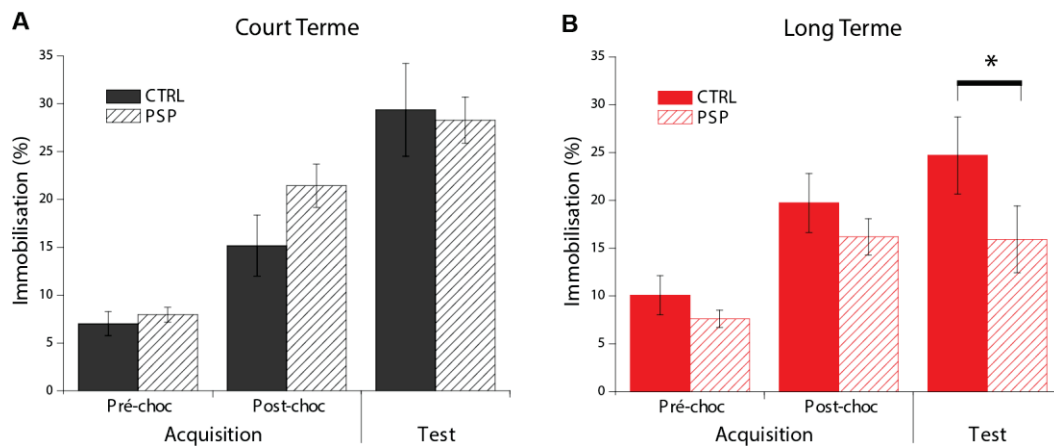 A
Court Terme
35
30
25
20
15
10
5
0
Immobilisation (%)
CTRL
PSP
Pré-choc
Post-choc
Acquisition
Test
B
Long Terme
35
30
25
20
15
10
5
0
Immobilisation (%)
CTRL
PSP
*
Pré-choc
Post-choc
Acquisition
Test